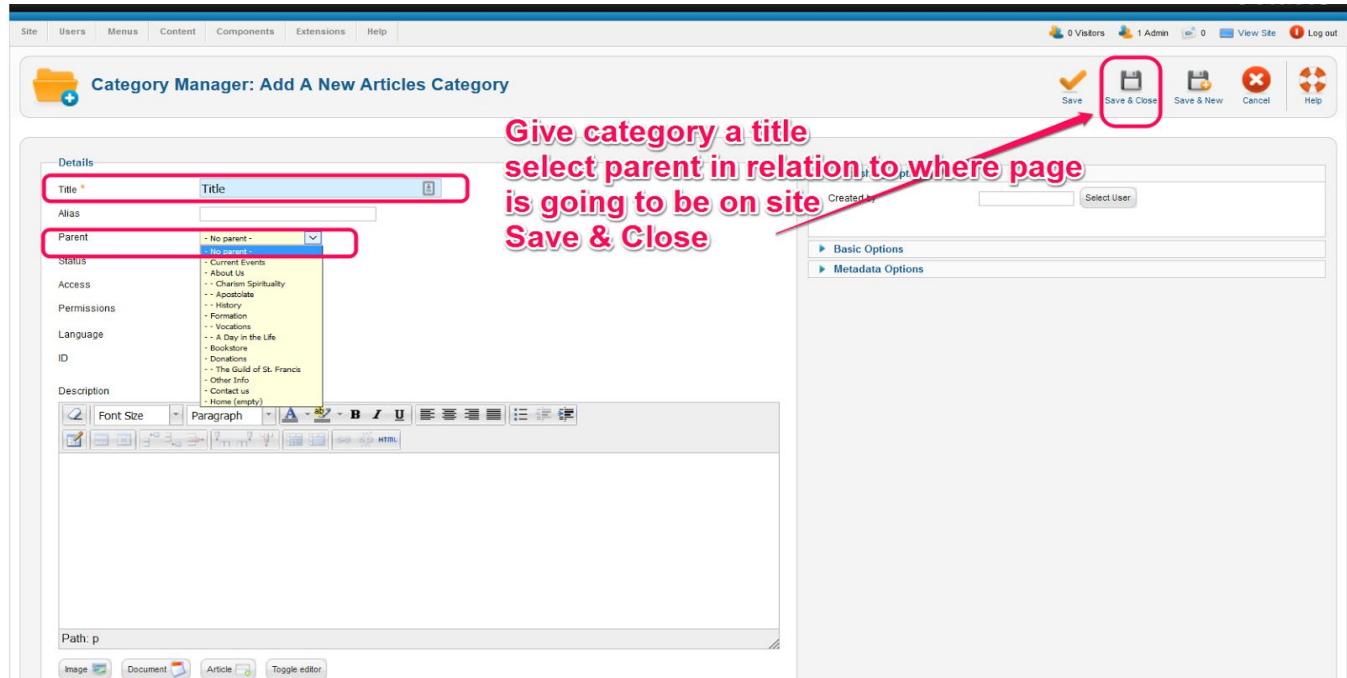 Site Users Menus Content Components Extensions Help
0 Visitors 1 Admin 0 View Site Log out
Category Manager: Add A New Articles Category
Save Save & Close Save & New Cancel Help
Give category a title
select parent in relation to where page
is going to be on site
Save & Close
Details
Title * Title
Alias
Parent - No parent -
- No parent -
Status
- Current Events
- About Us
Access
- - Charism Spirituality
- - Apostolate
- - History
Permissions
- Formation
- - Vocations
Language
- - A Day in the Life
- Bookstore
ID
- Donations
- - The Guild of St. Francis
- Other Info
Description
- Contact us
- Home (empty)
Created by Select User
Basic Options
Metadata Options
Font Size Paragraph A ab B I U
HTML
Path: p
Image Document Article Toggle editor